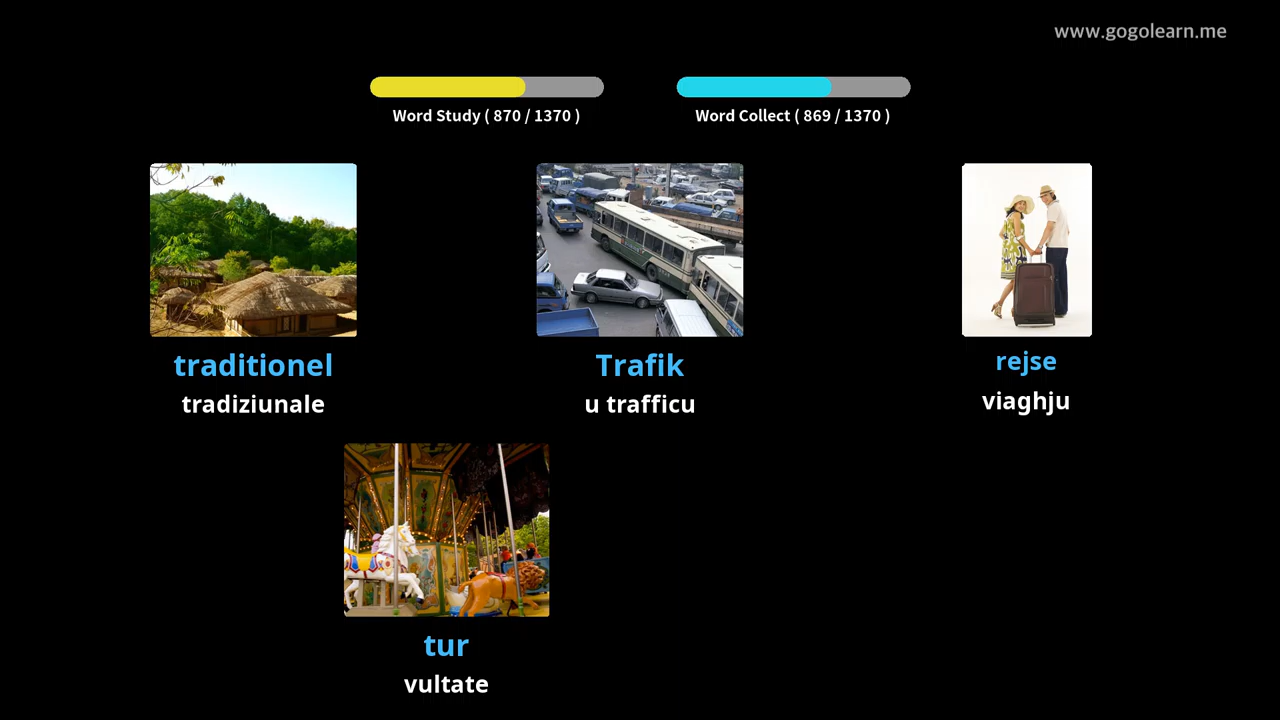 www.gogolearn.me
Word Study ( 870 / 1370 )
Word Collect ( 869 / 1370 )
traditionel
tradiziunale
Trafik
u trafficu
rejse
viaghju
tur
vultate